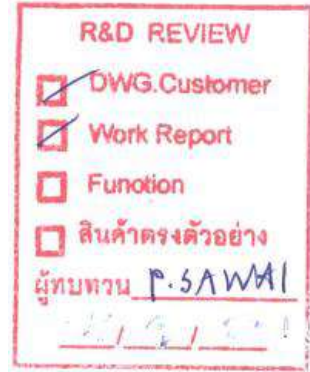 R&D REVIEW
DWG.Customer
Work Report
Funotion
สินค้าตรงตัวอย่าง
ผู้ทบทวน P.SAWAI